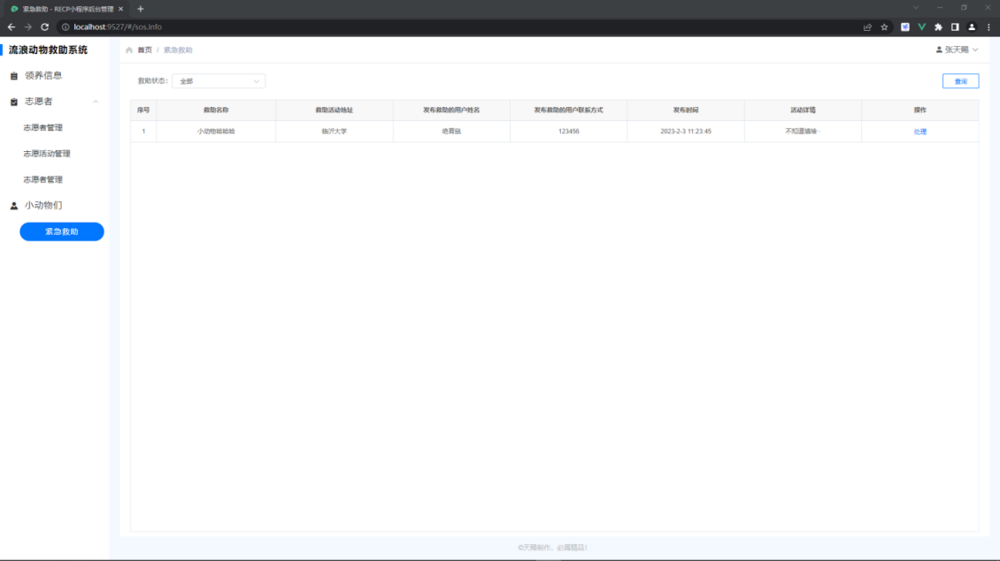 紧急救助 - RECP小程序后台管理
localhost:9527/#/sos.info
流浪动物救助系统
首页 / 紧急救助
张天赐
领养信息
志愿者
志愿者管理
志愿活动管理
志愿者管理
小动物们
紧急救助
救助状态: 全部
查询
序号 救助名称 救助活动地址 发布救助的用户姓名 发布救助的用户联系方式 发布时间 活动详情 操作
1 小动物哈哈哈 临沂大学 123456 2023-2-3 11:23:45 不知道填啥… 处理
©天赐制作，必属精品!